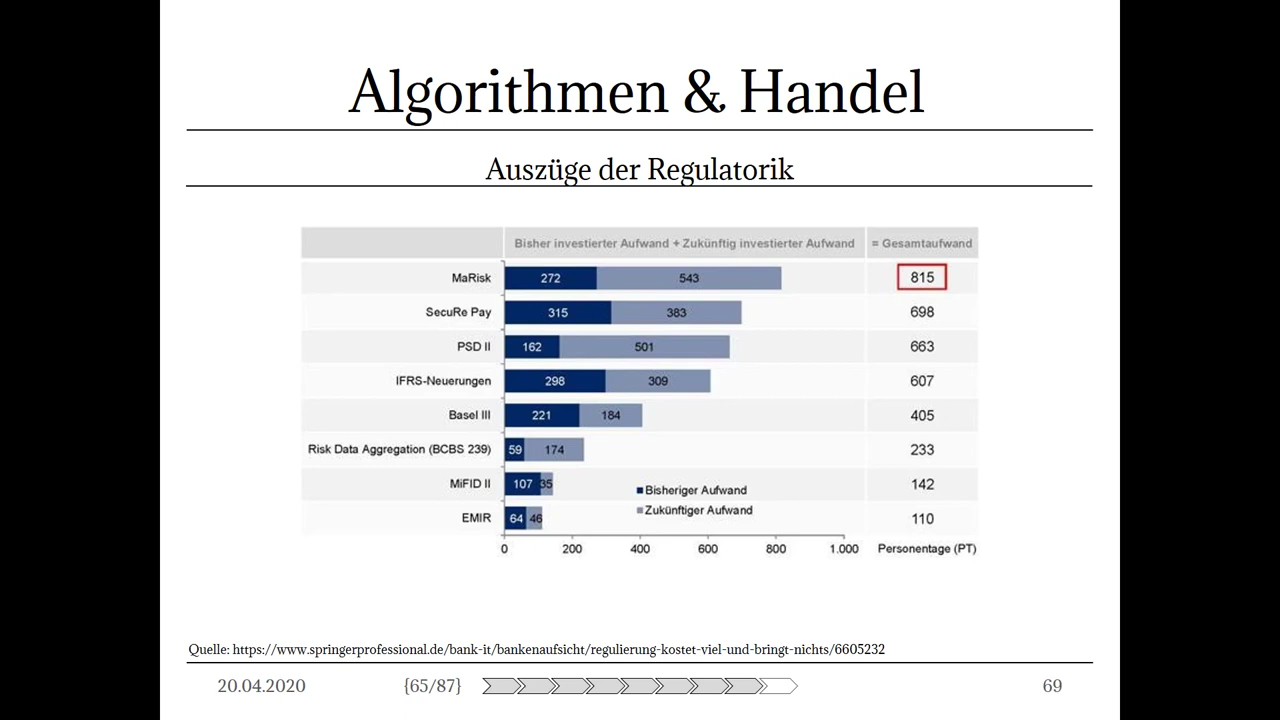 Algorithmen & Handel
Auszüge der Regulatorik
Bisher investierter Aufwand + Zukünftig investierter Aufwand = Gesamtaufwand
MaRisk 272 543 815
SecuRe Pay 315 383 698
PSD II 162 501 663
IFRS-Neuerungen 298 309 607
Basel III 221 184 405
Risk Data Aggregation (BCBS 239) 59 174 233
MiFID II 107 35 142
Bisheriger Aufwand
Zukünftiger Aufwand
EMIR 64 46 110
0 200 400 600 800 1.000 Personentage (PT)
Quelle: https://www.springerprofessional.de/bank-it/bankenaufsicht/regulierung-kostet-viel-und-bringt-nichts/6605232
20.04.2020 {65/87} 69